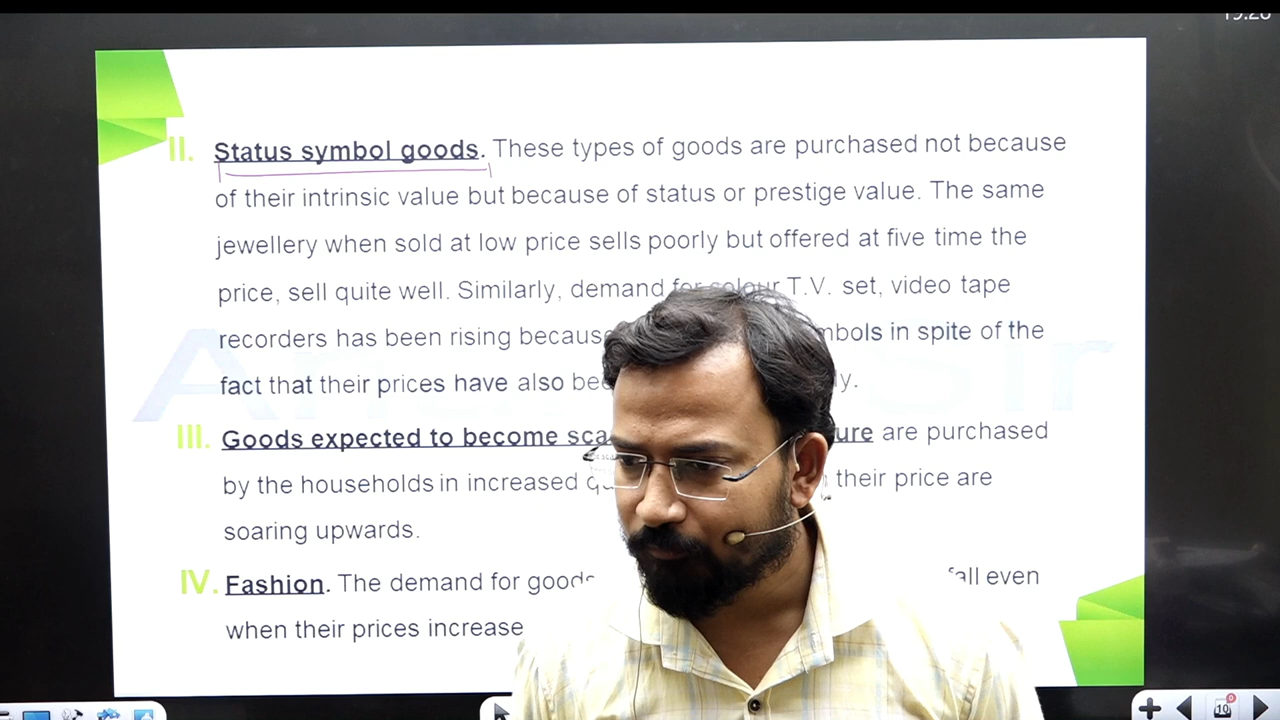 II. Status symbol goods. These types of goods are purchased not because
of their intrinsic value but because of status or prestige value. The same
jewellery when sold at low price sells poorly but offered at five time the
price, sell quite well. Similarly, demand for colour T.V. set, video tape
recorders has been rising in spite of the
fact that their prices have also
III. Goods expected to become are purchased
by the households in increased their price are
soaring upwards.
IV. Fashion. The demand for fall even
when their prices increase
10